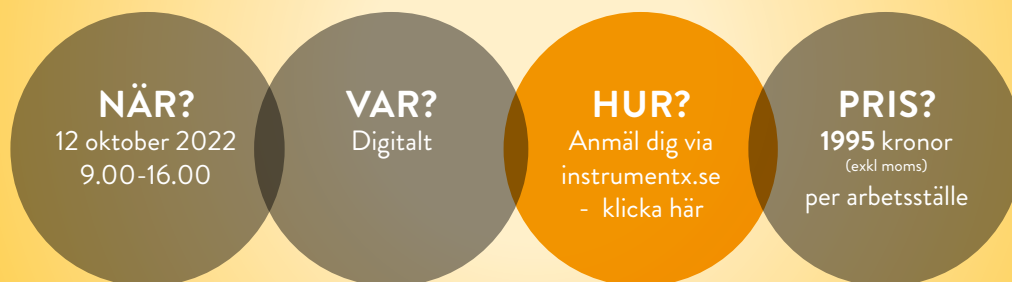 NÄR?
12 oktober 2022
9.00-16.00
VAR?
Digitalt
HUR?
Anmäl dig via
instrumentx.se
- klicka här
PRIS?
1995 kronor
(exkl moms)
per arbetsställe